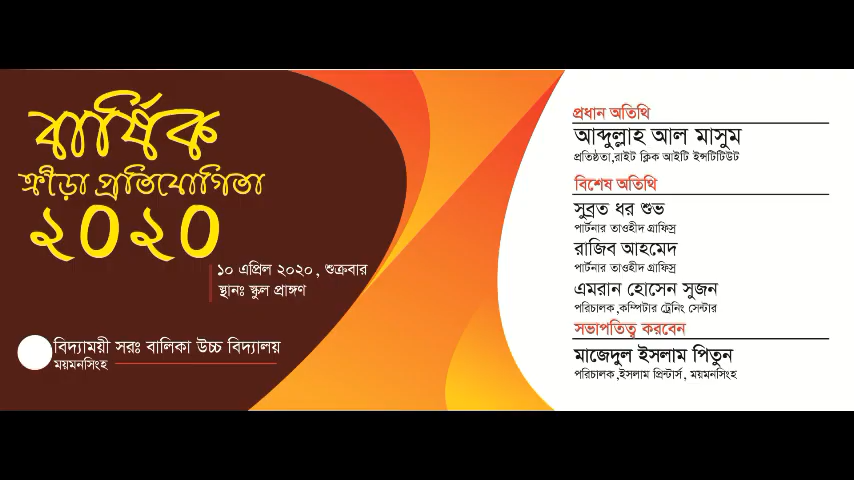 বার্ষিক
ক্রীড়া প্রতিযোগিতা
২০২০
১০ এপ্রিল ২০২০, শুক্রবার
স্থানঃ স্কুল প্রাঙ্গণ
বিদ্যাময়ী সরঃ বালিকা উচ্চ বিদ্যালয়
ময়মনসিংহ
প্রধান অতিথি
আব্দুল্লাহ আল মাসুম
প্রতিষ্ঠতা,রাইট ক্লিক আইটি ইন্সটিটিউট
বিশেষ অতিথি
সুব্রত ধর শুভ
পার্টনার তাওহীদ গ্রাফিস্র
রাজিব আহমেদ
পার্টনার তাওহীদ গ্রাফিস্র
এমরান হোসেন সুজন
পরিচালক,কম্পিটার ট্রেনিং সেন্টার
সভাপতিত্ব করবেন
মাজেদুল ইসলাম পিতুন
পরিচালক,ইসলাম প্রিন্টার্স, ময়মনসিংহ